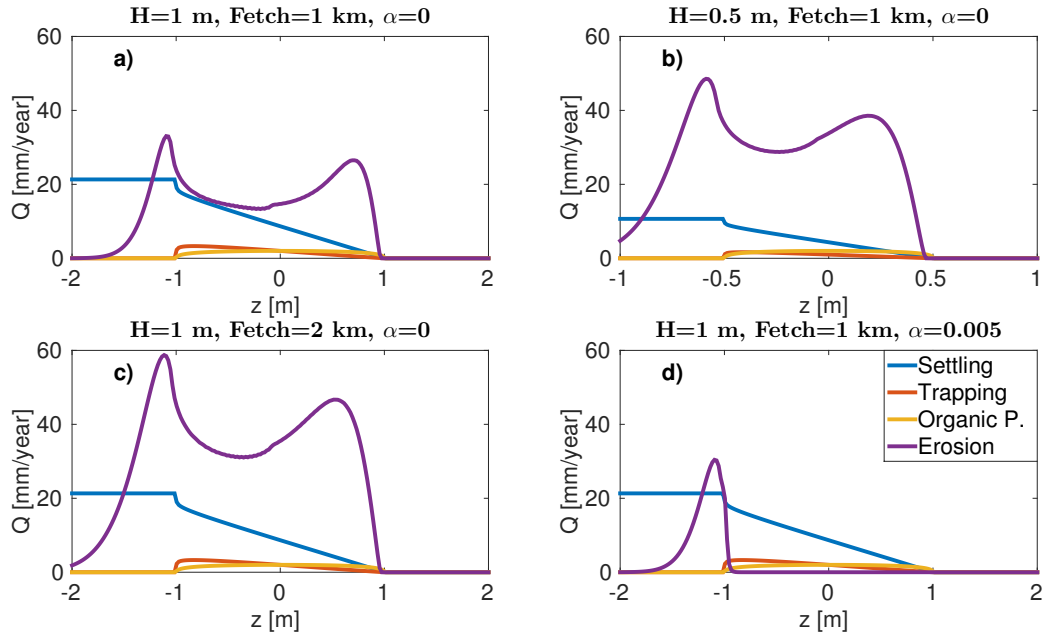 H=1 m, Fetch=1 km, α=0
a)
60
40
20
0
Q [mm/year]
-2
-1
0
1
2
z [m]
H=0.5 m, Fetch=1 km, α=0
b)
60
40
20
0
Q [mm/year]
-1
-0.5
0
0.5
1
z [m]
H=1 m, Fetch=2 km, α=0
c)
60
40
20
0
Q [mm/year]
-2
-1
0
1
2
z [m]
H=1 m, Fetch=1 km, α=0.005
d)
60
40
20
0
Q [mm/year]
-2
-1
0
1
2
z [m]
Settling
Trapping
Organic P.
Erosion